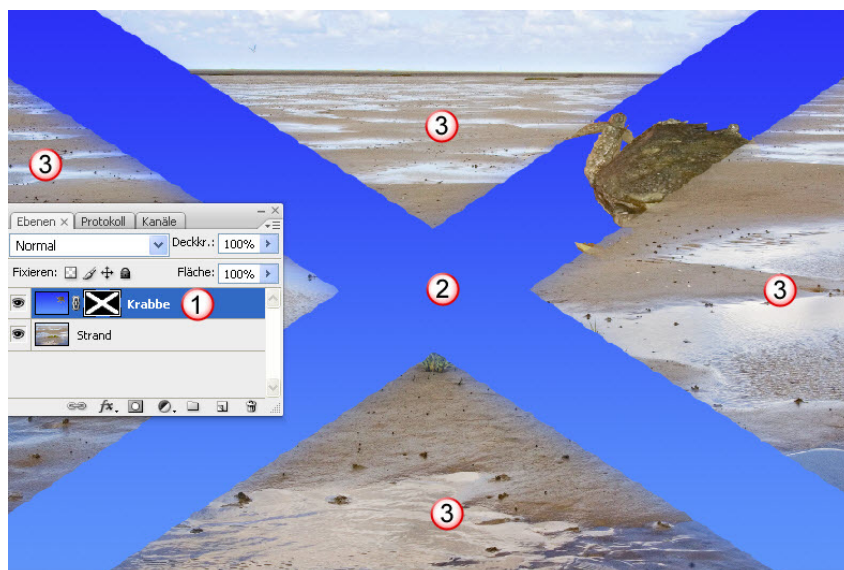 3
3
Ebenen × Protokoll Kanäle
Normal Deckkr.: 100%
Fixieren: Fläche: 100%
Krabbe 1
Strand
fx.
2
3
3